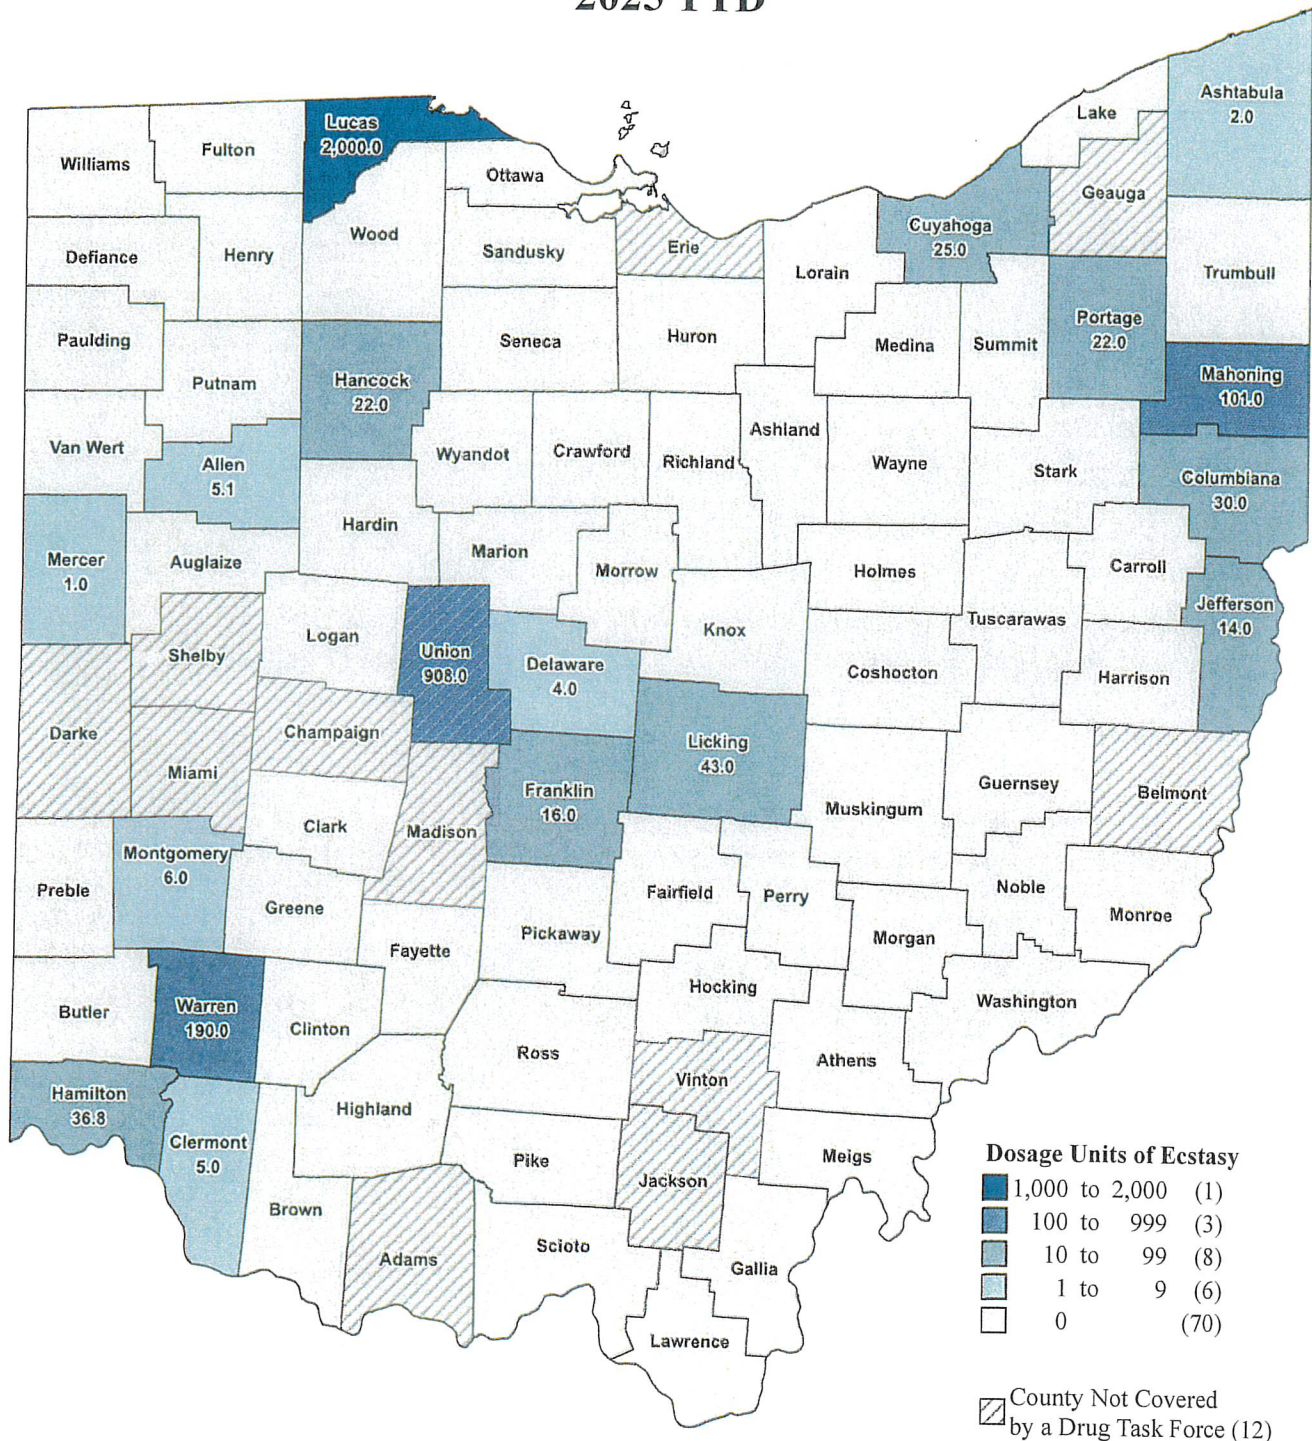 2023 YTD
Ashtabula
2.0
Lake
Lucas
2,000.0
Fulton
Williams
Ottawa
Geauga
Cuyahoga
25.0
Wood
Erie
Sandusky
Henry
Defiance
Lorain
Trumbull
Portage
22.0
Paulding
Seneca
Huron
Medina
Summit
Putnam
Hancock
22.0
Mahoning
101.0
Ashland
Van Wert
Wyandot
Crawford
Richland
Wayne
Stark
Allen
5.1
Columbiana
30.0
Hardin
Marion
Mercer
1.0
Auglaize
Morrow
Holmes
Carroll
Jefferson
14.0
Tuscarawas
Logan
Knox
Shelby
Union
908.0
Delaware
4.0
Coshocton
Harrison
Darke
Champaign
Licking
43.0
Miami
Guernsey
Belmont
Franklin
16.0
Muskingum
Clark
Madison
Montgomery
6.0
Preble
Fairfield
Perry
Noble
Greene
Monroe
Pickaway
Morgan
Fayette
Hocking
Washington
Butler
Warren
190.0
Clinton
Ross
Athens
Vinton
Hamilton
36.8
Highland
Clermont
5.0
Pike
Meigs
Jackson
Brown
Scioto
Adams
Gallia
Lawrence
Dosage Units of Ecstasy
1,000 to 2,000 (1)
100 to 999 (3)
10 to 99 (8)
1 to 9 (6)
0 (70)
County Not Covered
by a Drug Task Force (12)